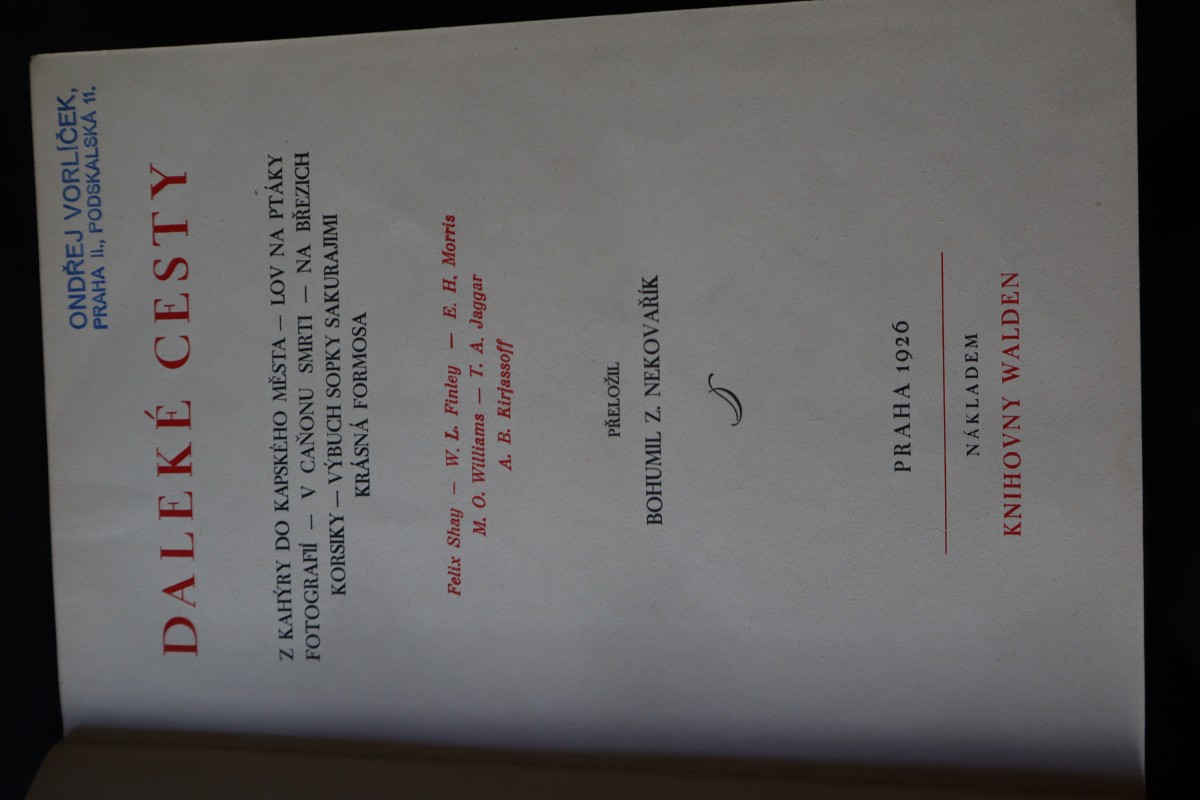 ONDŘEJ VORLÍČEK,
PRAHA II., PODSKALSKÁ 11.
DALEKÉ CESTY
Z KAHÝRY DO KAPSKÉHO MĚSTA — LOV NA PTÁKY
FOTOGRAFIÍ — V CAÑONU SMRTI — NA BŘEZICH
KORSIKY — VÝBUCH SOPKY SAKURAJIMI
KRÁSNÁ FORMOSA
Felix Shay — W. L. Finley — E. H. Morris
M. O. Williams — T. A. Jaggar
A. B. Kirjassoff
PŘELOŽIL
BOHUMIL Z. NEKOVAŘÍK
PRAHA 1926
NÁKLADEM
KNIHOVNY WALDEN